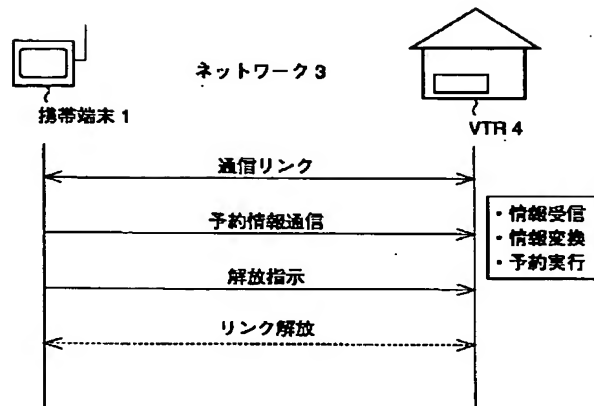 ネットワーク 3
携帯端末 1
VTR 4
通信リンク
予約情報通信
・情報受信
・情報変換
・予約実行
解放指示
リンク解放